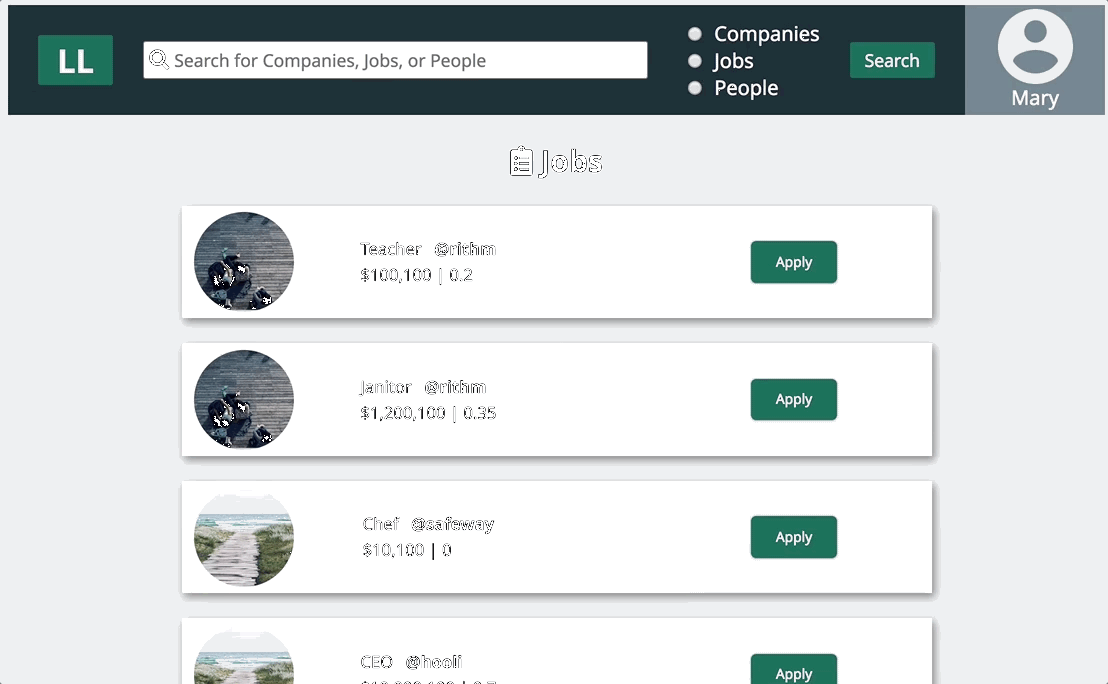 LL
Search for Companies, Jobs, or People
Companies
Jobs
People
Search
Mary
Jobs
Teacher @rithm
$100,100 | 0.2
Apply
Janitor @rithm
$1,200,100 | 0.35
Apply
Chef @safeway
$10,100 | 0
Apply
CEO @hooli
Apply